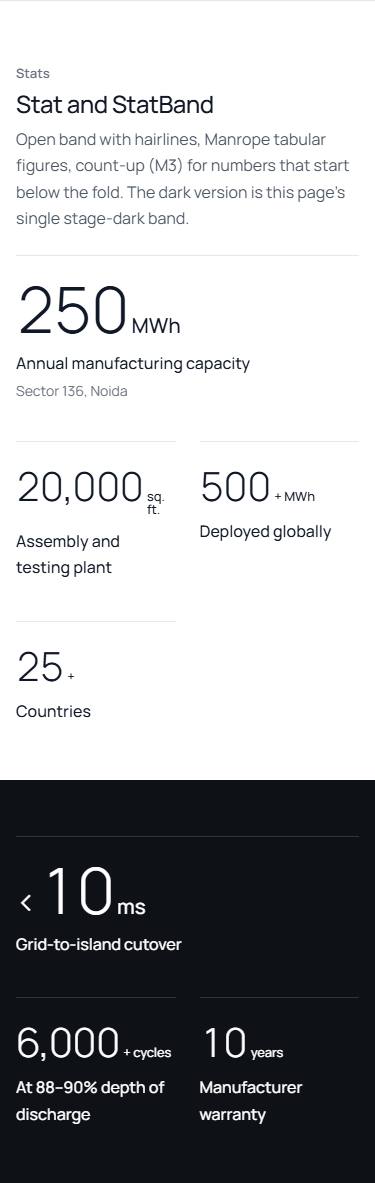 Stats
Stat and StatBand
Open band with hairlines, Manrope tabular
figures, count-up (M3) for numbers that start
below the fold. The dark version is this page's
single stage-dark band.
250 MWh
Annual manufacturing capacity
Sector 136, Noida
20,000 sq. ft.
Assembly and
testing plant
500 + MWh
Deployed globally
25 +
Countries
< 10 ms
Grid-to-island cutover
6,000 + cycles
At 88–90% depth of
discharge
10 years
Manufacturer
warranty